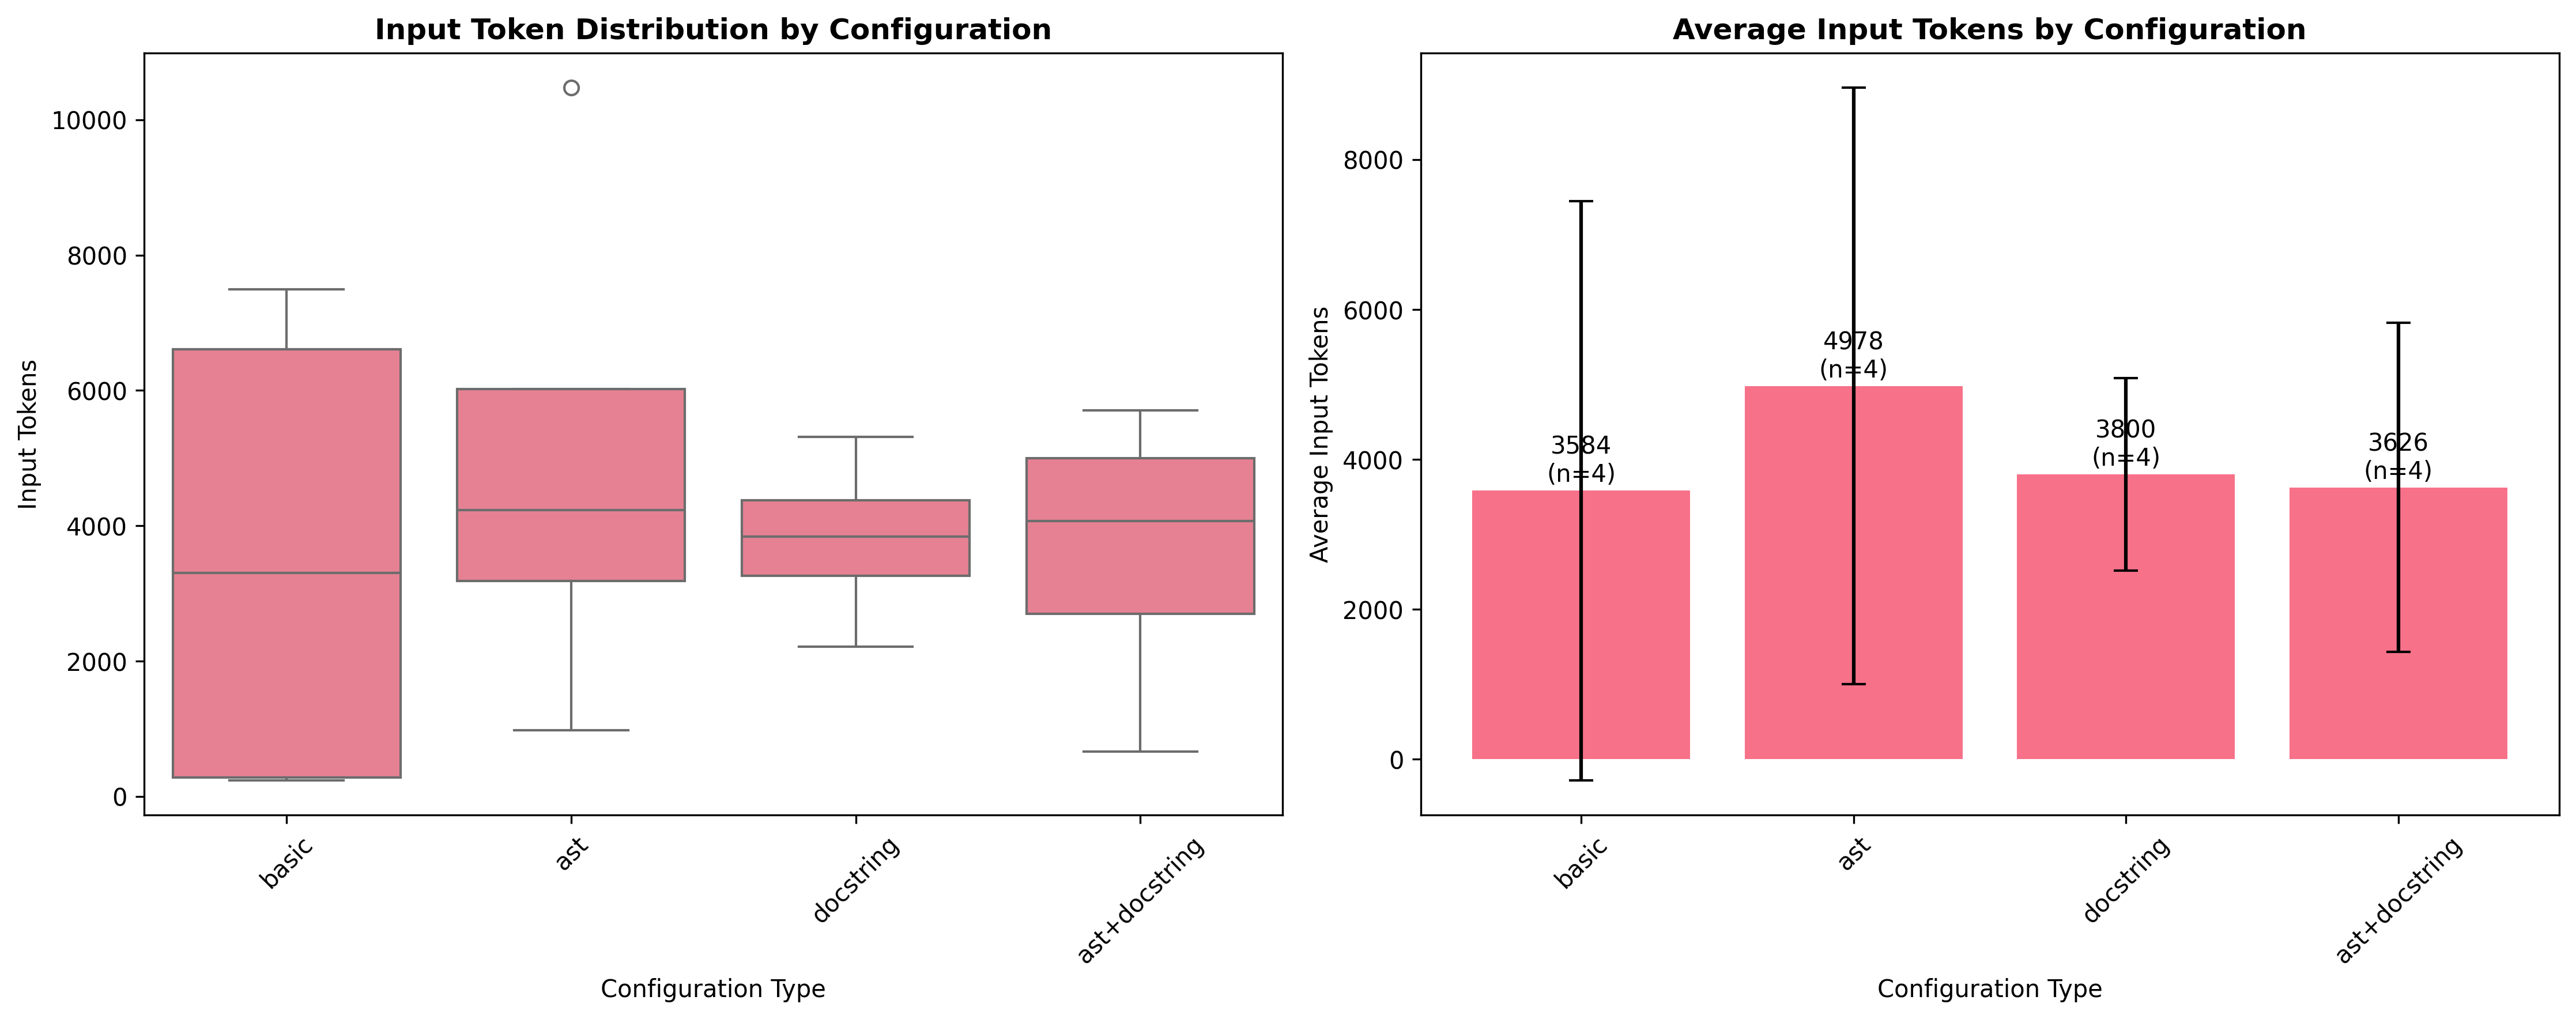 Input Token Distribution by Configuration
Input Tokens
10000
8000
6000
4000
2000
0
basic
ast
docstring
ast+docstring
Configuration Type
Average Input Tokens by Configuration
Average Input Tokens
8000
6000
4000
2000
0
3584
(n=4)
4978
(n=4)
3800
(n=4)
3626
(n=4)
basic
ast
docstring
ast+docstring
Configuration Type